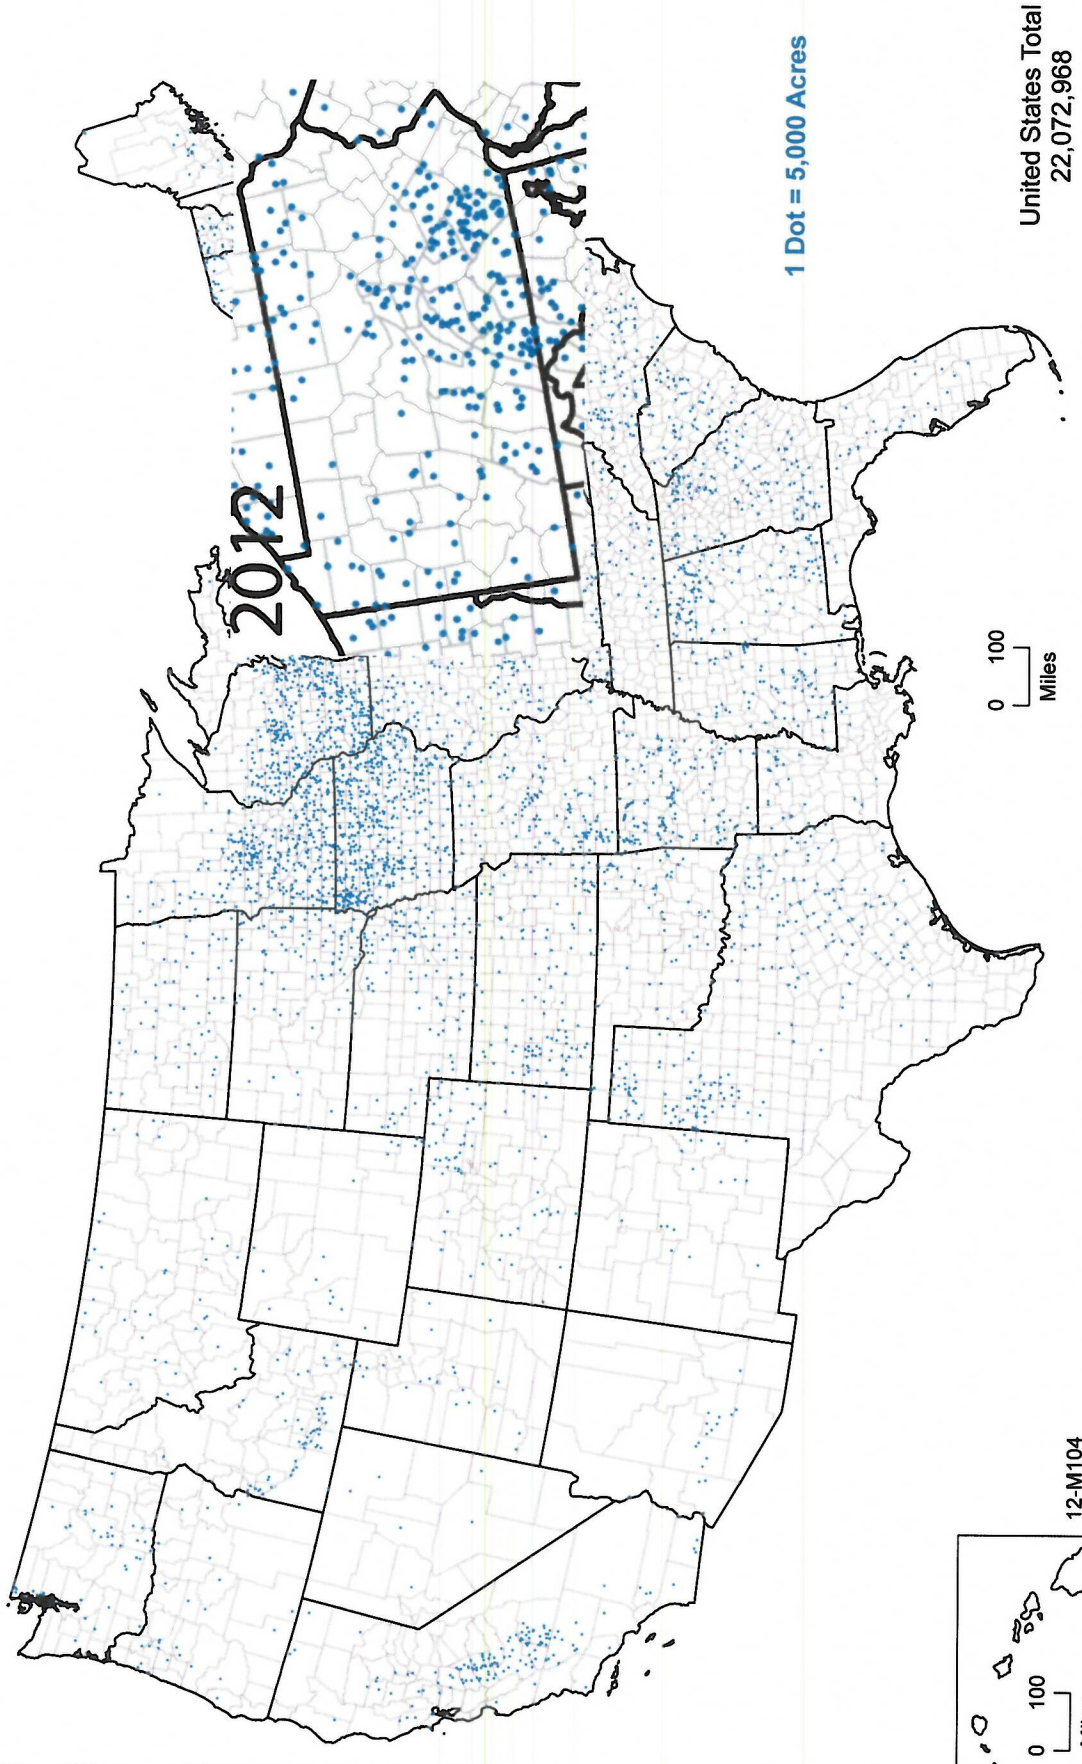 2012
1 Dot = 5,000 Acres
United States Total
22,072,968
0 100
Miles
12-M104
0 100